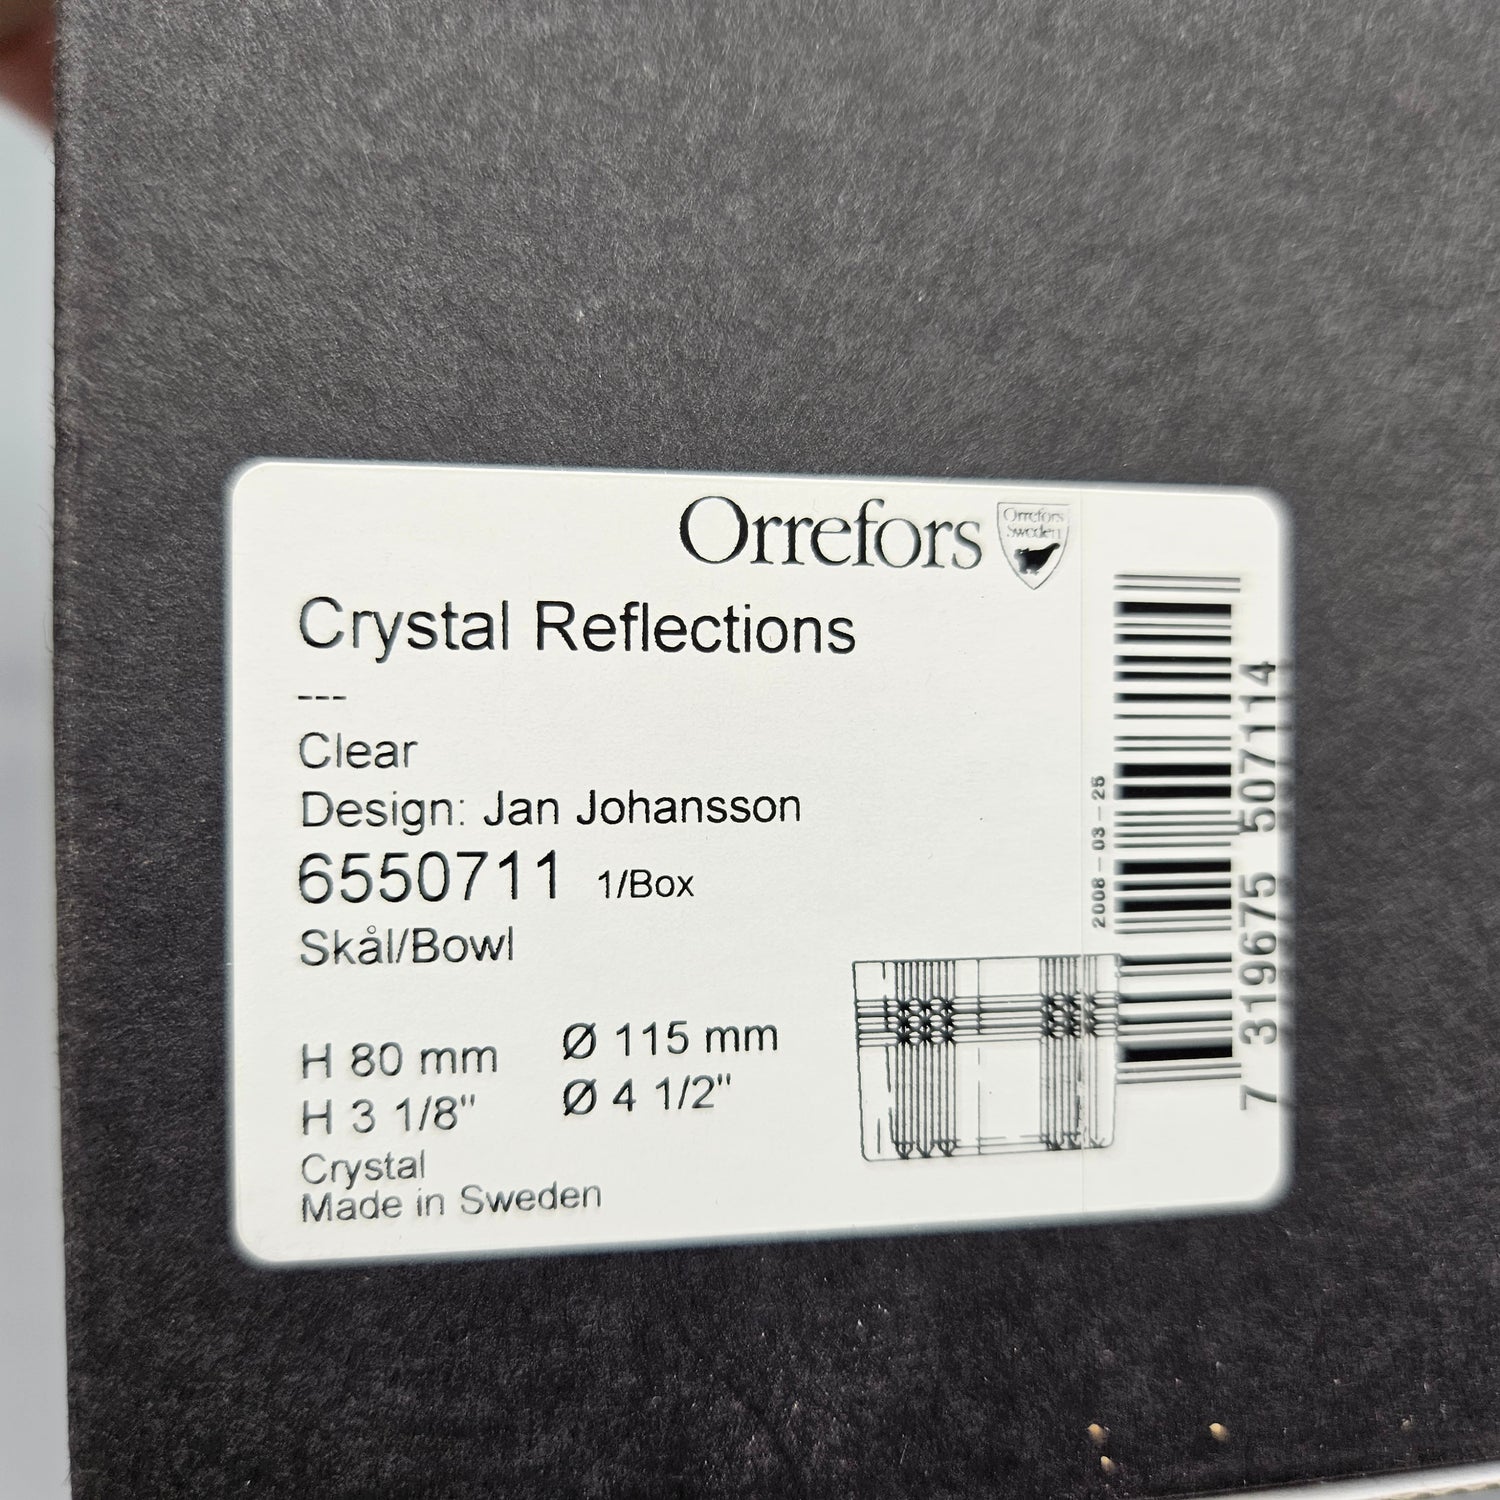 Orrefors
Orrefors
Sweden
Crystal Reflections
---
Clear
Design: Jan Johansson
6550711 1/Box
Skål/Bowl
H 80 mm Ø 115 mm
H 3 1/8" Ø 4 1/2"
Crystal
Made in Sweden
2008-03-25
7 319675 507114